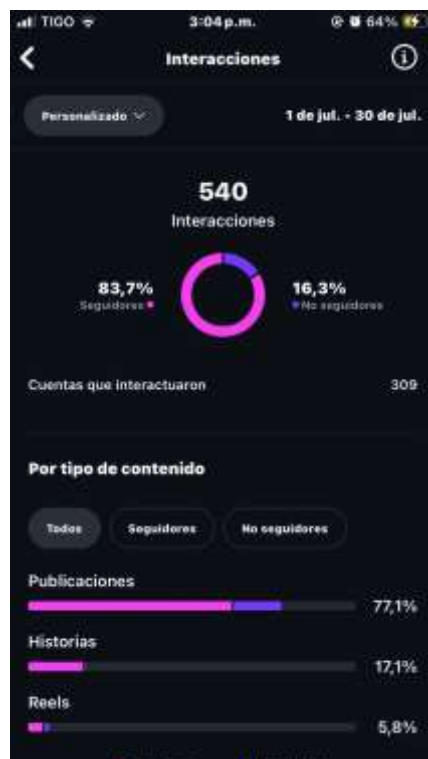 TIGO 3:04 p.m. 64%
Interacciones
Personalizado 1 de jul. - 30 de jul.
540
Interacciones
83,7% 16,3%
Seguidores No seguidores
Cuentas que interactuaron 309
Por tipo de contenido
Todos Seguidores No seguidores
Publicaciones
77,1%
Historias
17,1%
Reels
5,8%